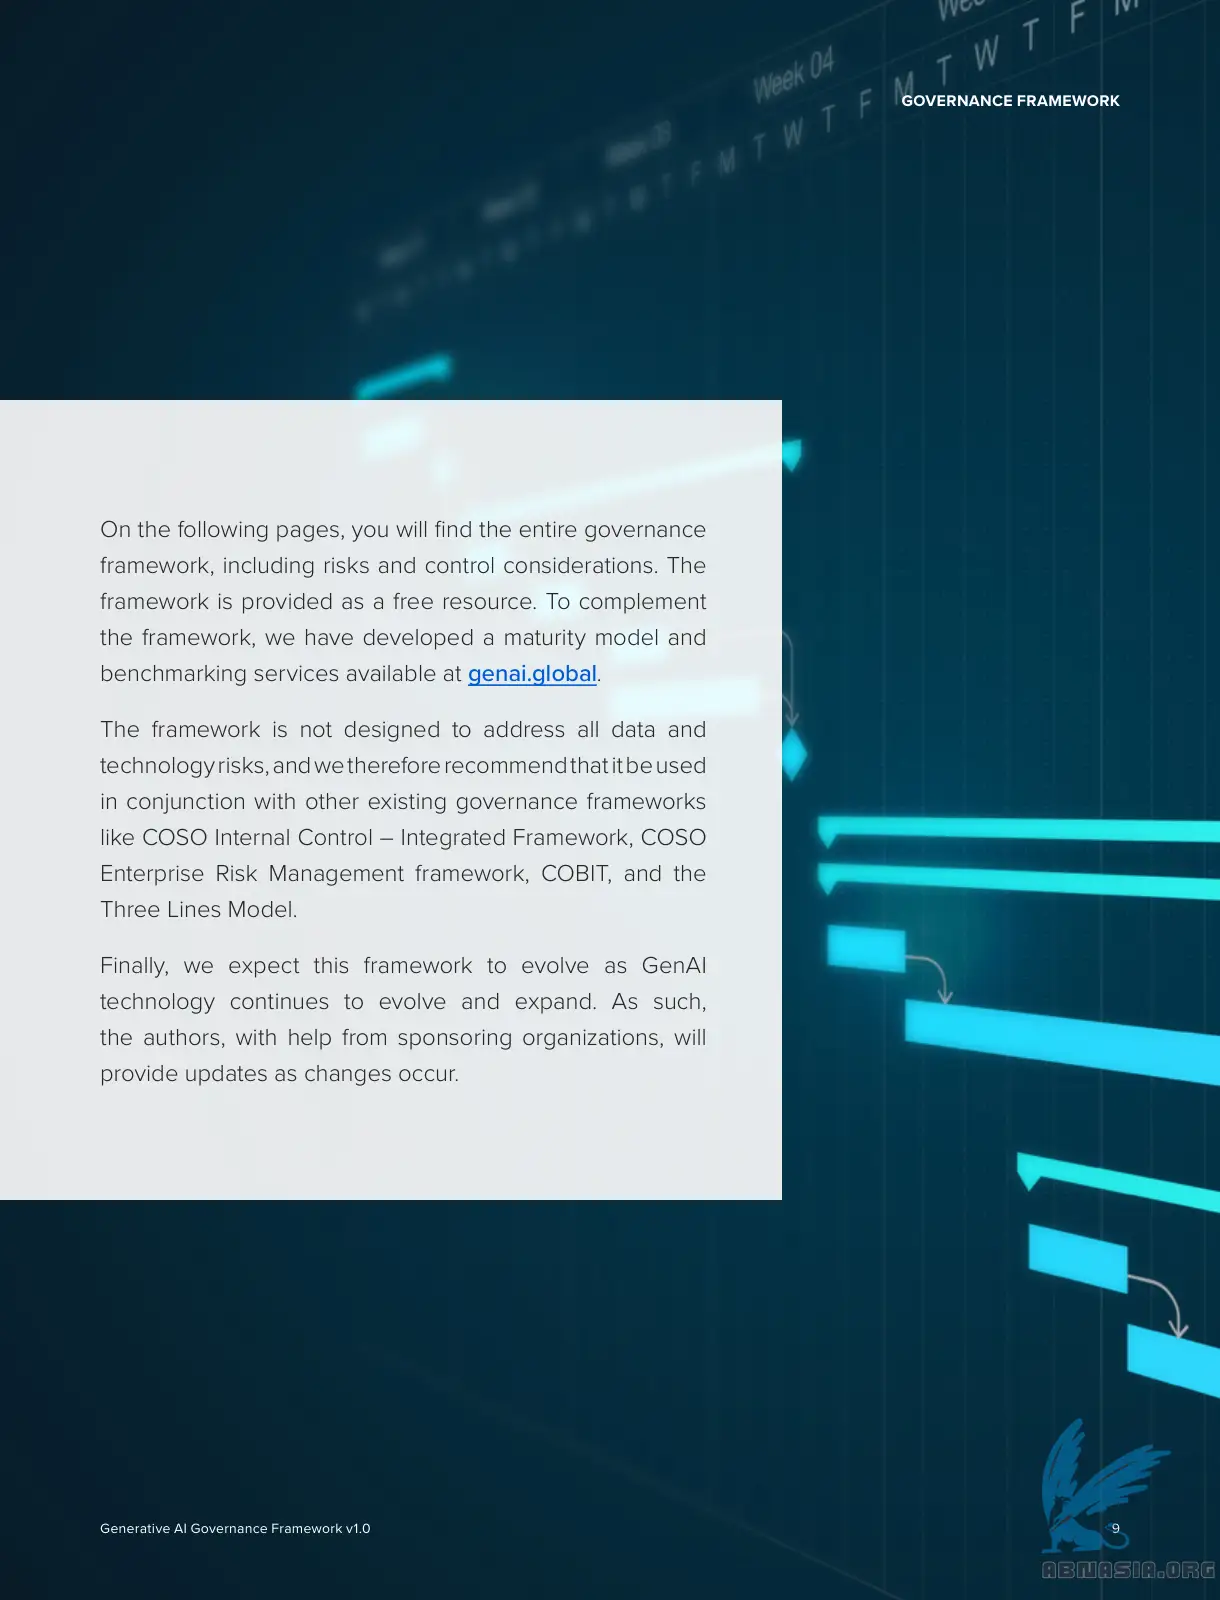 Week 04
M T W T F M
F M T W T F
GOVERNANCE FRAMEWORK
On the following pages, you will find the entire governance
framework, including risks and control considerations. The
framework is provided as a free resource. To complement
the framework, we have developed a maturity model and
benchmarking services available at genai.global.
The framework is not designed to address all data and
technology risks, and we therefore recommend that it be used
in conjunction with other existing governance frameworks
like COSO Internal Control – Integrated Framework, COSO
Enterprise Risk Management framework, COBIT, and the
Three Lines Model.
Finally, we expect this framework to evolve as GenAI
technology continues to evolve and expand. As such,
the authors, with help from sponsoring organizations, will
provide updates as changes occur.
Generative AI Governance Framework v1.0
9
ABNASIA.ORG